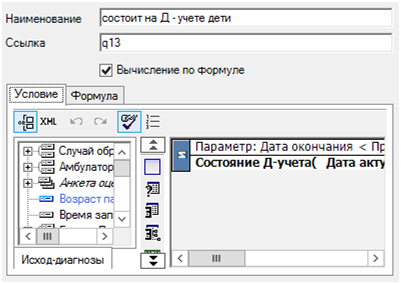 Наименование
состоит на Д - учете дети
Ссылка
q13
Вычисление по формуле
Условие
Формула
XML
Случай обр
Амбулатор
Анкета оце
Возраст па
Время зап
Исход-диагнозы
И
Параметр: Дата окончания < Пр
Состояние Д-учета( Дата акту